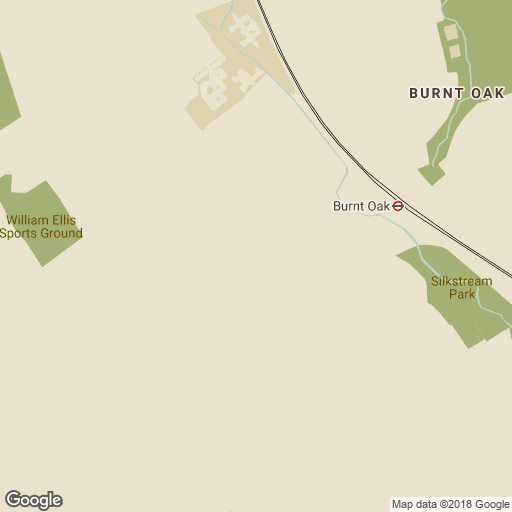 BURNT OAK
Burnt Oak
William Ellis
Sports Ground
Silkstream
Park
Google
Map data ©2018 Google